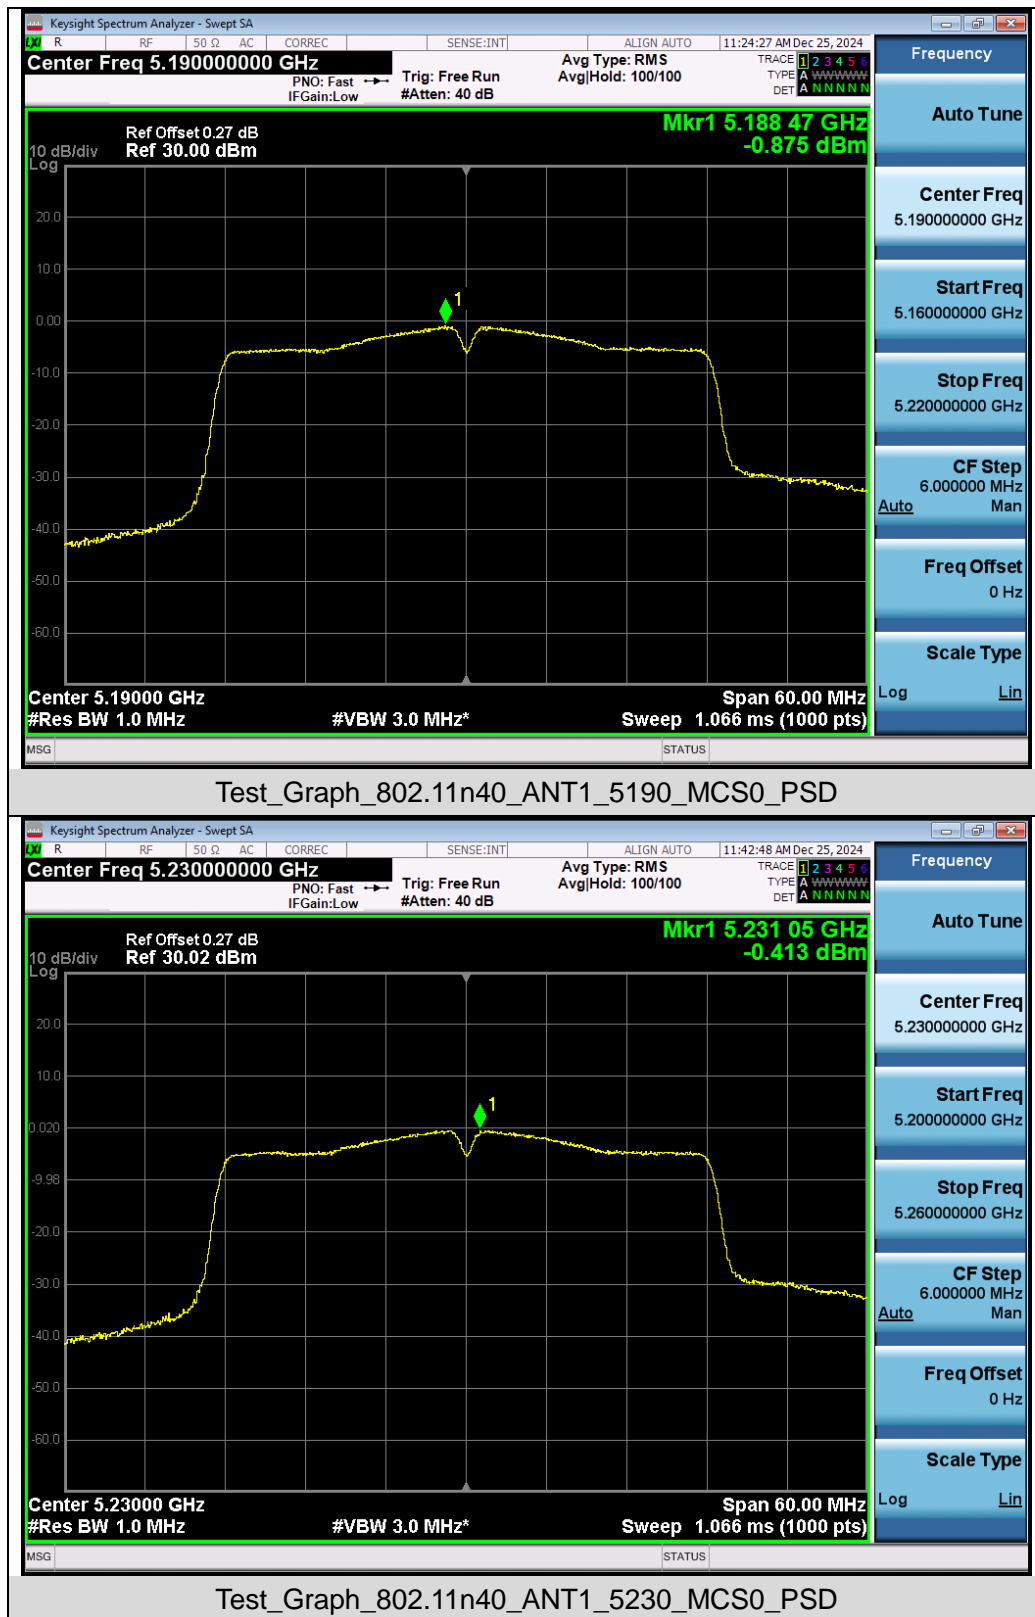 Keysight Spectrum Analyzer - Swept SA
LXI R RF 50 Ω AC CORREC SENSE:INT ALIGN AUTO 11:24:27 AM Dec 25, 2024
Center Freq 5.190000000 GHz
PNO: Fast
IFGain:Low
Trig: Free Run
#Atten: 40 dB
Avg Type: RMS
Avg|Hold: 100/100
TRACE 1 2 3 4 5 6
TYPE A WWWWW
DET A N N N N N
Ref Offset 0.27 dB
Ref 30.00 dBm
10 dB/div
Log
Mkr1 5.188 47 GHz
-0.875 dBm
20.0
10.0
0.00
-10.0
-20.0
-30.0
-40.0
-50.0
-60.0
1
Center 5.19000 GHz
#Res BW 1.0 MHz
#VBW 3.0 MHz*
Span 60.00 MHz
Sweep 1.066 ms (1000 pts)
MSG STATUS
Frequency
Auto Tune
Center Freq
5.190000000 GHz
Start Freq
5.160000000 GHz
Stop Freq
5.220000000 GHz
CF Step
6.000000 MHz
Auto Man
Freq Offset
0 Hz
Scale Type
Log Lin
Test_Graph_802.11n40_ANT1_5190_MCS0_PSD
Keysight Spectrum Analyzer - Swept SA
LXI R RF 50 Ω AC CORREC SENSE:INT ALIGN AUTO 11:42:48 AM Dec 25, 2024
Center Freq 5.230000000 GHz
PNO: Fast
IFGain:Low
Trig: Free Run
#Atten: 40 dB
Avg Type: RMS
Avg|Hold: 100/100
TRACE 1 2 3 4 5 6
TYPE A WWWWW
DET A N N N N N
Ref Offset 0.27 dB
Ref 30.02 dBm
10 dB/div
Log
Mkr1 5.231 05 GHz
-0.413 dBm
20.0
10.0
0.020
-9.98
-20.0
-30.0
-40.0
-50.0
-60.0
1
Center 5.23000 GHz
#Res BW 1.0 MHz
#VBW 3.0 MHz*
Span 60.00 MHz
Sweep 1.066 ms (1000 pts)
MSG STATUS
Frequency
Auto Tune
Center Freq
5.230000000 GHz
Start Freq
5.200000000 GHz
Stop Freq
5.260000000 GHz
CF Step
6.000000 MHz
Auto Man
Freq Offset
0 Hz
Scale Type
Log Lin
Test_Graph_802.11n40_ANT1_5230_MCS0_PSD